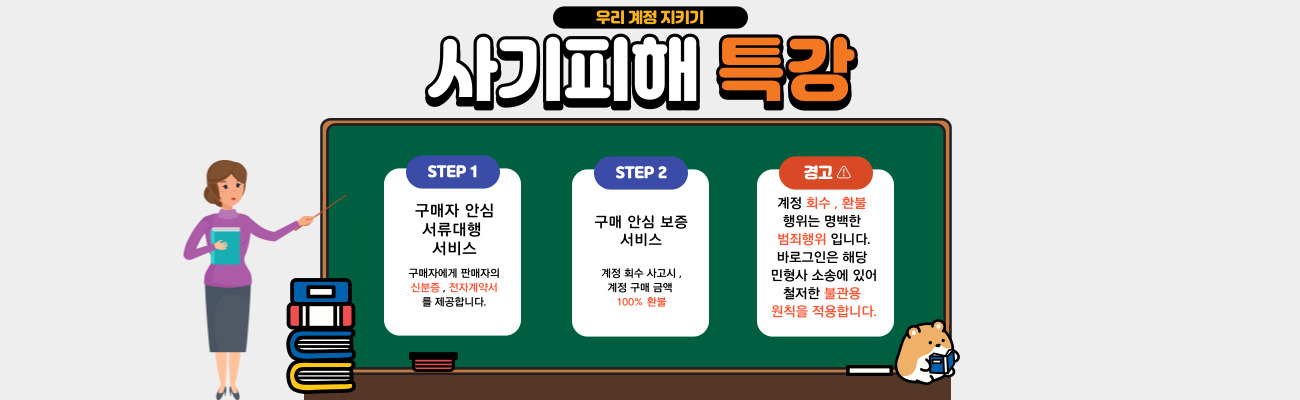 우리 계정 지키기
사기피해 특강
STEP 1
구매자 안심
서류대행
서비스
구매자에게 판매자의
신분증 , 전자계약서
를 제공합니다.
STEP 2
구매 안심 보증
서비스
계정 회수 사고시 ,
계정 구매 금액
100% 환불
경고 ⚠
계정 회수 , 환불
행위는 명백한
범죄행위 입니다.
바로그인은 해당
민형사 소송에 있어
철저한 불관용
원칙을 적용합니다.